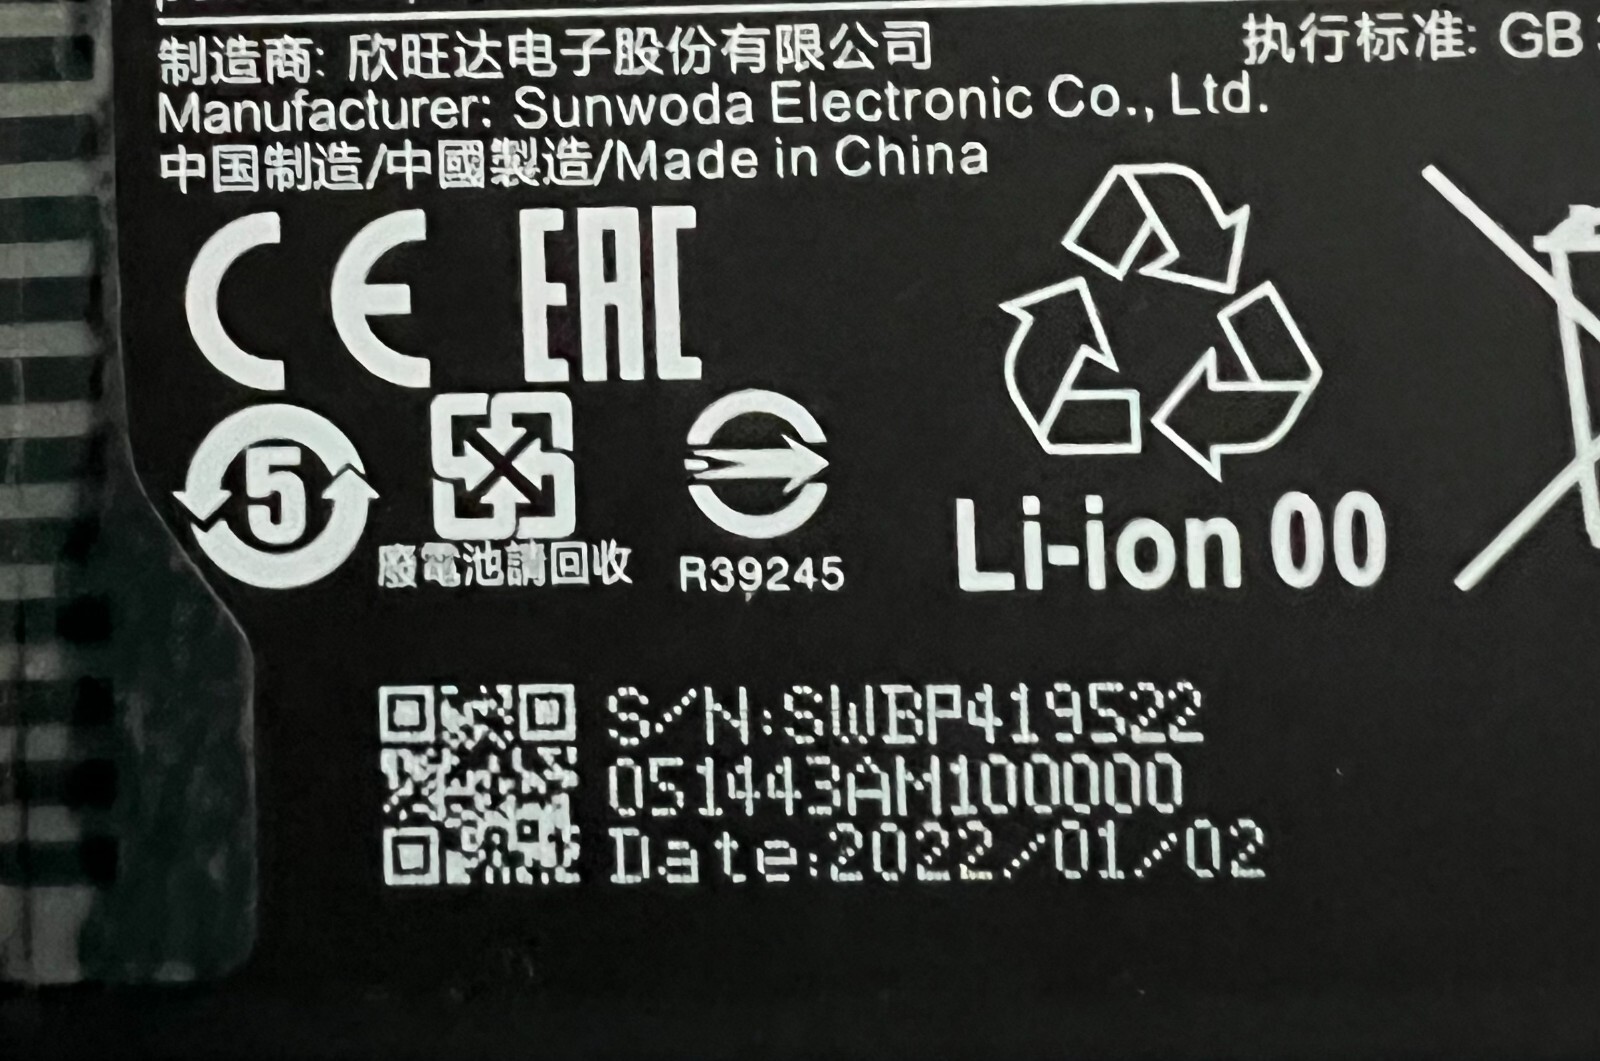 制造商: 欣旺达电子股份有限公司
执行标准: GB
Manufacturer: Sunwoda Electronic Co., Ltd.
中国制造/中國製造/Made in China
CE EAC
5
廢電池請回收
R39245
Li-ion 00
S/N:SWBP419522
051443AM100000
Date:2022/01/02